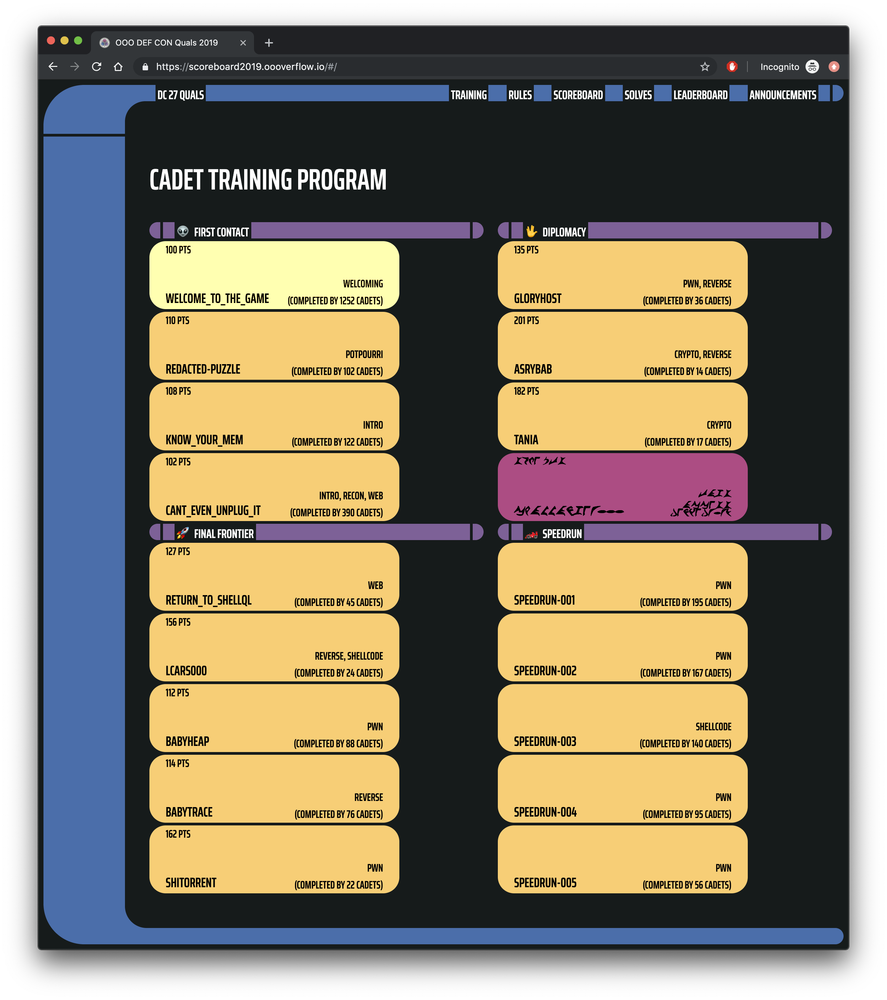 OOO DEF CON Quals 2019
https://scoreboard2019.oooverflow.io/#/
Incognito
DC 27 QUALS
TRAINING
RULES
SCOREBOARD
SOLVES
LEADERBOARD
ANNOUNCEMENTS
CADET TRAINING PROGRAM
FIRST CONTACT
100 PTS
WELCOMING
WELCOME_TO_THE_GAME
(COMPLETED BY 1252 CADETS)
110 PTS
POTPOURRI
REDACTED-PUZZLE
(COMPLETED BY 102 CADETS)
108 PTS
INTRO
KNOW_YOUR_MEM
(COMPLETED BY 122 CADETS)
102 PTS
INTRO, RECON, WEB
CANT_EVEN_UNPLUG_IT
(COMPLETED BY 390 CADETS)
DIPLOMACY
135 PTS
PWN, REVERSE
GLORYHOST
(COMPLETED BY 36 CADETS)
201 PTS
CRYPTO, REVERSE
ASRYBAB
(COMPLETED BY 14 CADETS)
182 PTS
CRYPTO
TANIA
(COMPLETED BY 17 CADETS)
FINAL FRONTIER
127 PTS
WEB
RETURN_TO_SHELLQL
(COMPLETED BY 45 CADETS)
156 PTS
REVERSE, SHELLCODE
LCARS000
(COMPLETED BY 24 CADETS)
112 PTS
PWN
BABYHEAP
(COMPLETED BY 88 CADETS)
114 PTS
REVERSE
BABYTRACE
(COMPLETED BY 76 CADETS)
162 PTS
PWN
SHITORRENT
(COMPLETED BY 22 CADETS)
SPEEDRUN
PWN
SPEEDRUN-001
(COMPLETED BY 195 CADETS)
PWN
SPEEDRUN-002
(COMPLETED BY 167 CADETS)
SHELLCODE
SPEEDRUN-003
(COMPLETED BY 140 CADETS)
PWN
SPEEDRUN-004
(COMPLETED BY 95 CADETS)
PWN
SPEEDRUN-005
(COMPLETED BY 56 CADETS)